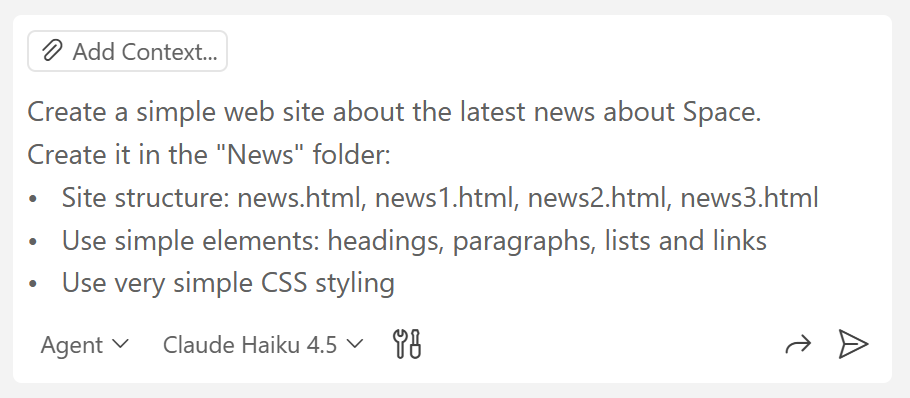 Add Context...
Create a simple web site about the latest news about Space.
Create it in the "News" folder:
• Site structure: news.html, news1.html, news2.html, news3.html
• Use simple elements: headings, paragraphs, lists and links
• Use very simple CSS styling
Agent Claude Haiku 4.5